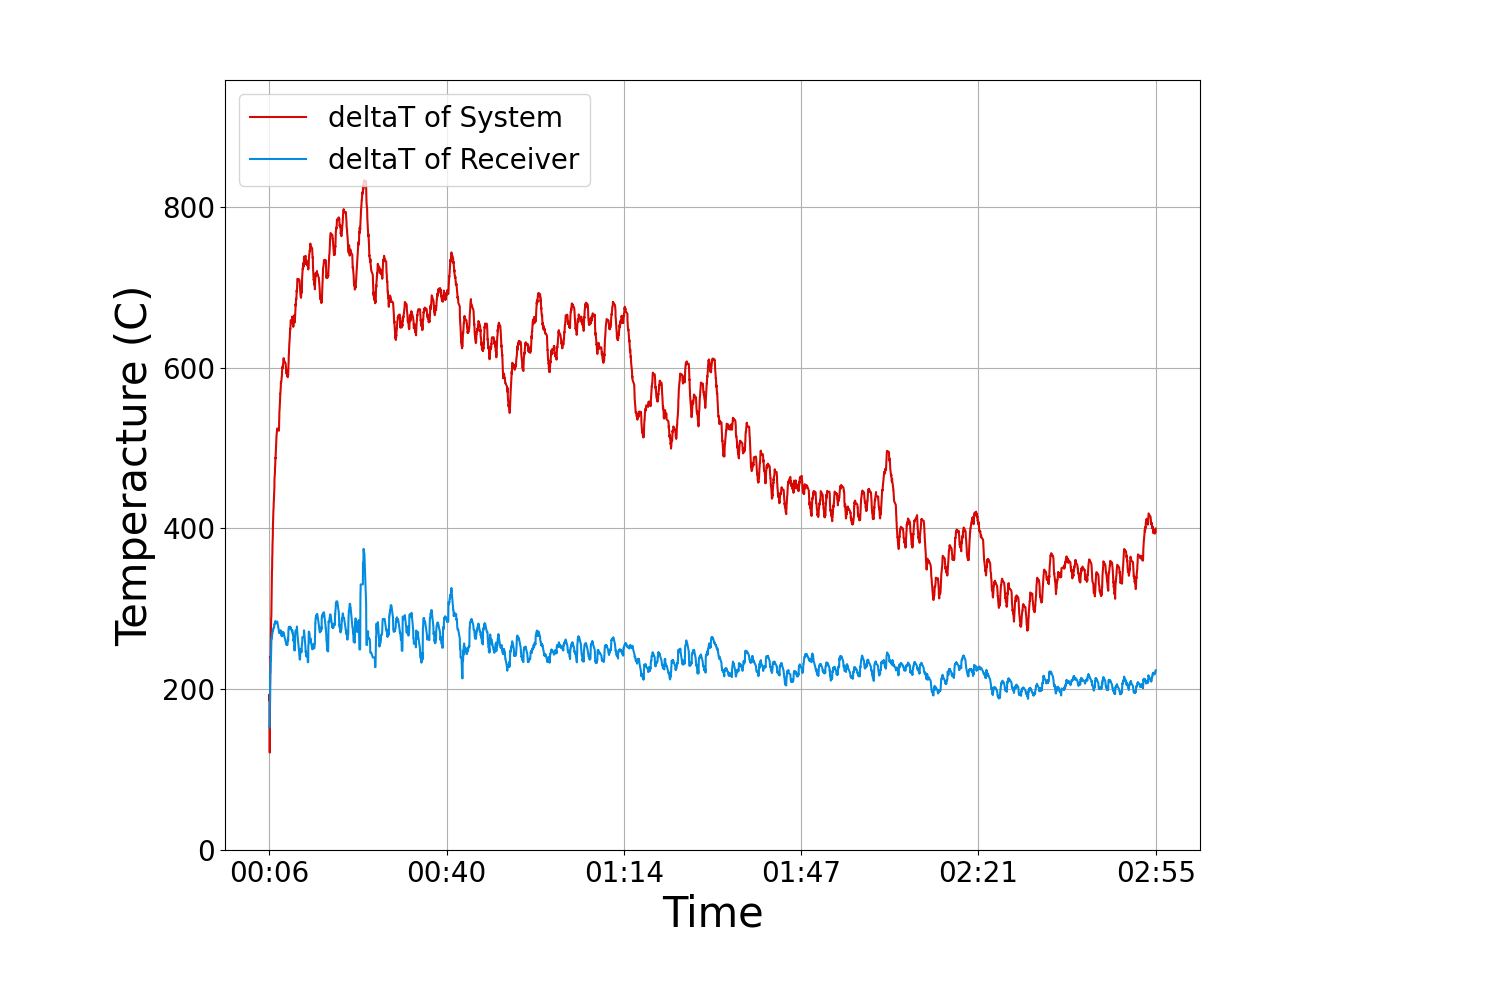 deltaT of System
deltaT of Receiver
Temperacture (C)
800
600
400
200
0
00:06 00:40 01:14 01:47 02:21 02:55
Time